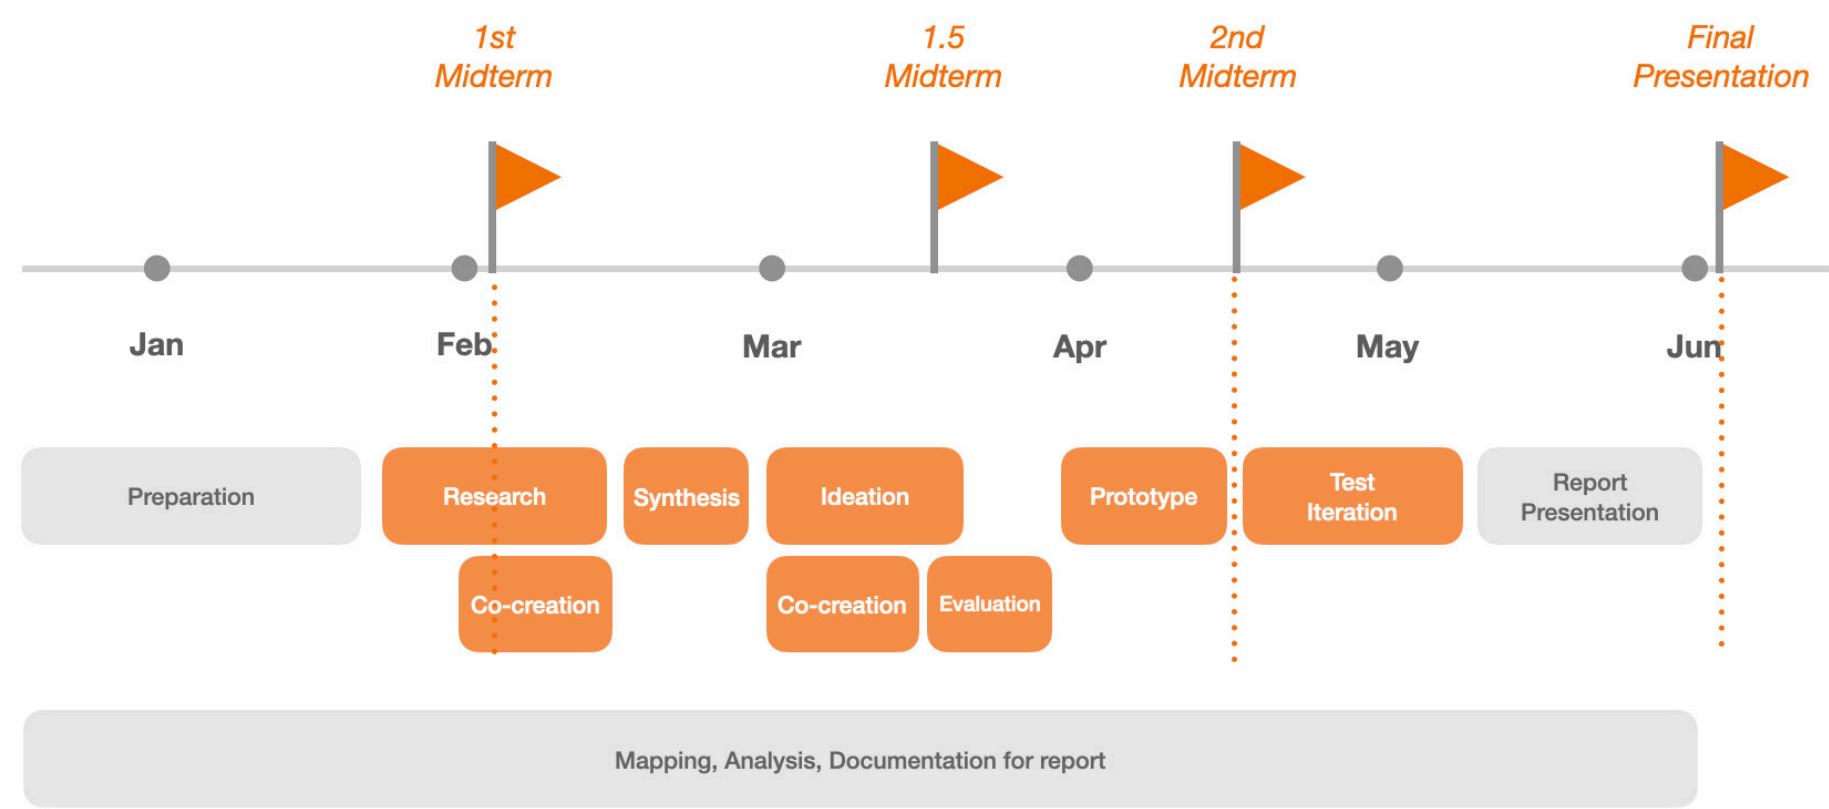 1st
Midterm
1.5
Midterm
2nd
Midterm
Final
Presentation
Jan
Feb
Mar
Apr
May
Jun
Preparation
Research
Synthesis
Ideation
Prototype
Test
Iteration
Report
Presentation
Co-creation
Co-creation
Evaluation
Mapping, Analysis, Documentation for report